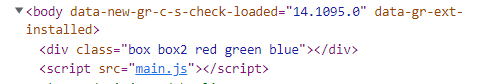 <body data-new-gr-c-s-check-loaded="14.1095.0" data-gr-ext-
installed>
<div class="box box2 red green blue"></div>
<script src="main.js"></script>